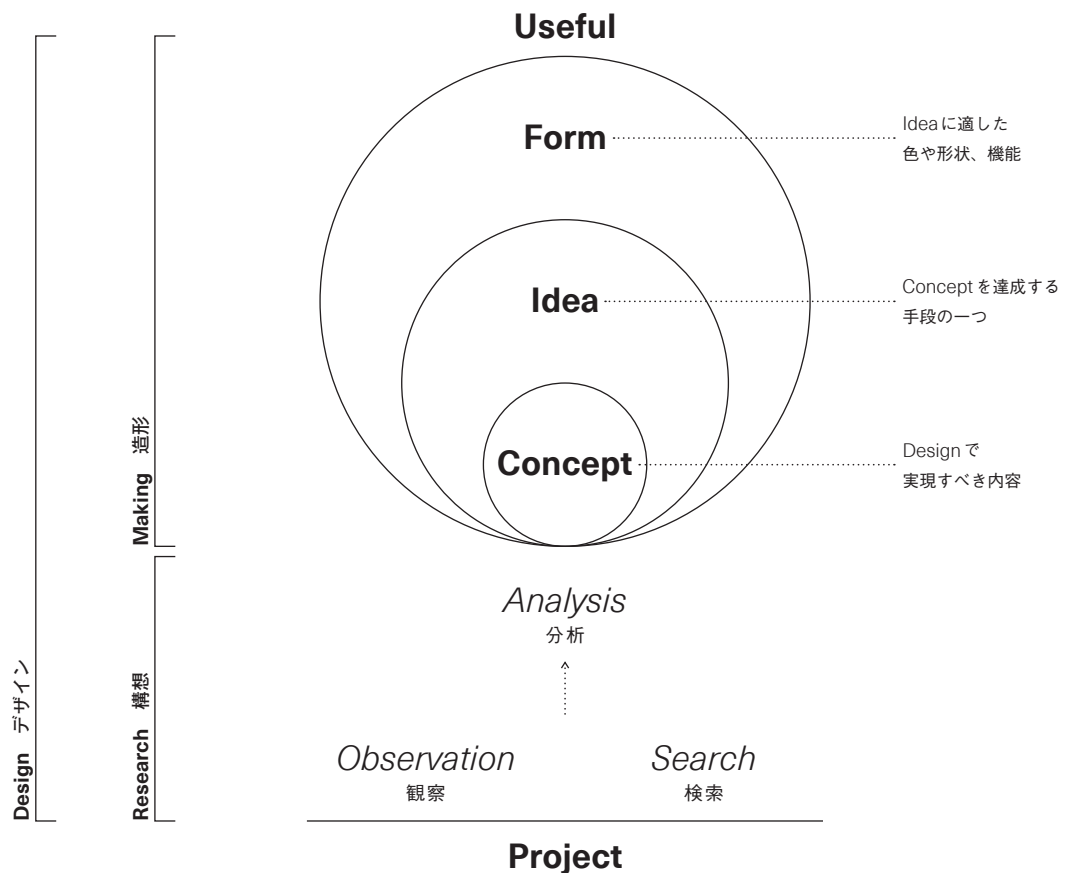 Useful
Form
Ideaに適した
色や形状、機能
Idea
Conceptを達成する
手段の一つ
Concept
Designで
実現すべき内容
Making 造形
Analysis
分析
Design デザイン
Research 構想
Observation
観察
Search
検索
Project